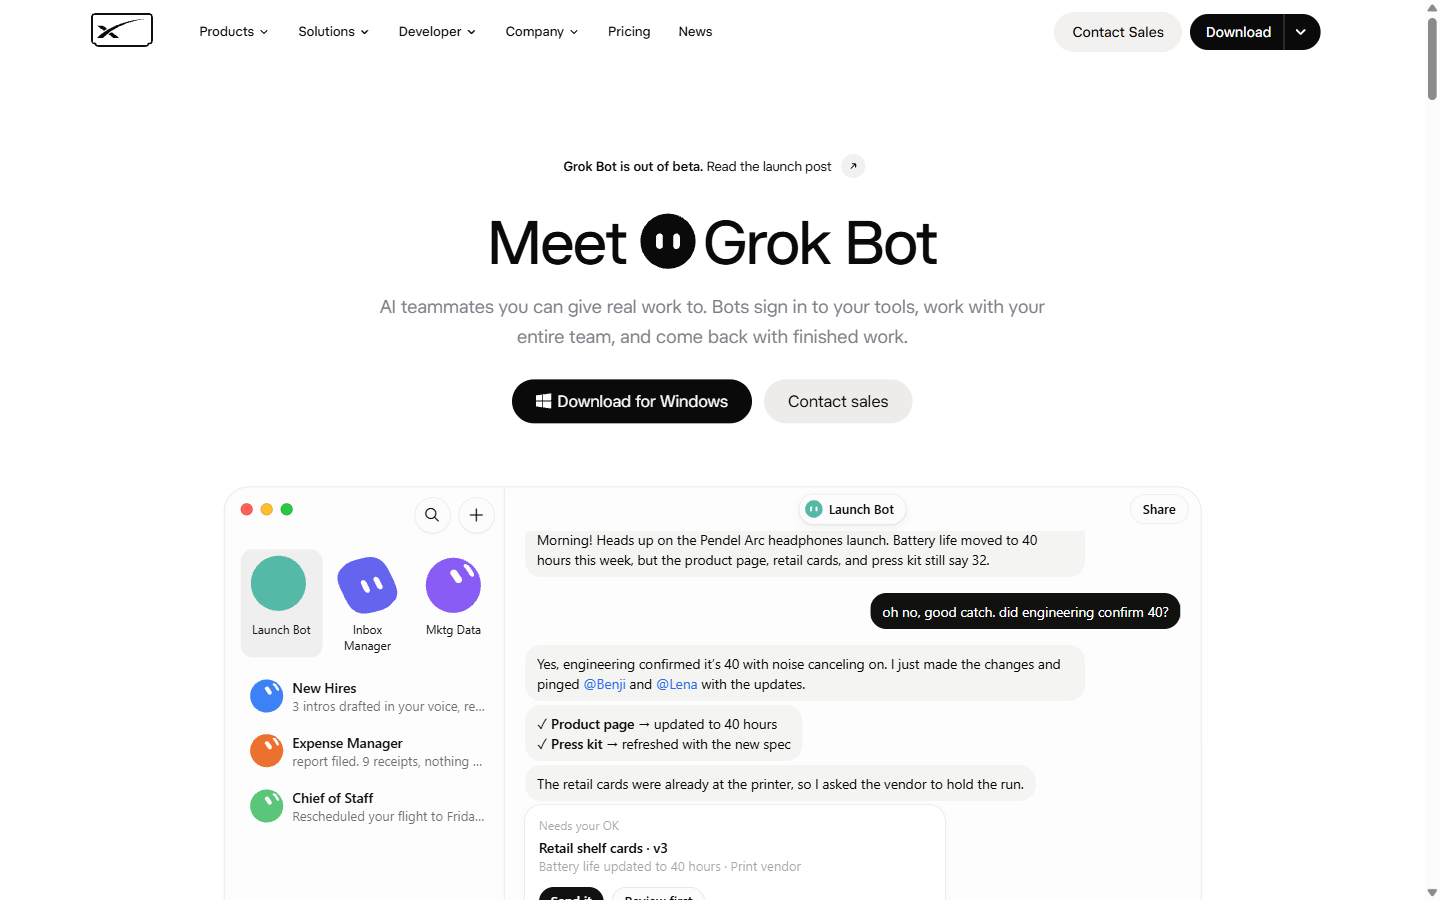 Products
Solutions
Developer
Company
Pricing
News
Contact Sales
Download
Grok Bot is out of beta. Read the launch post
Meet Grok Bot
AI teammates you can give real work to. Bots sign in to your tools, work with your
entire team, and come back with finished work.
Download for Windows
Contact sales
Launch Bot
Inbox
Manager
Mktg Data
New Hires
3 intros drafted in your voice, re...
Expense Manager
report filed. 9 receipts, nothing ...
Chief of Staff
Rescheduled your flight to Frida...
Launch Bot
Share
Morning! Heads up on the Pendel Arc headphones launch. Battery life moved to 40
hours this week, but the product page, retail cards, and press kit still say 32.
oh no, good catch. did engineering confirm 40?
Yes, engineering confirmed it's 40 with noise canceling on. I just made the changes and
pinged @Benji and @Lena with the updates.
✓ Product page → updated to 40 hours
✓ Press kit → refreshed with the new spec
The retail cards were already at the printer, so I asked the vendor to hold the run.
Needs your OK
Retail shelf cards · v3
Battery life updated to 40 hours · Print vendor
Send it
Review first